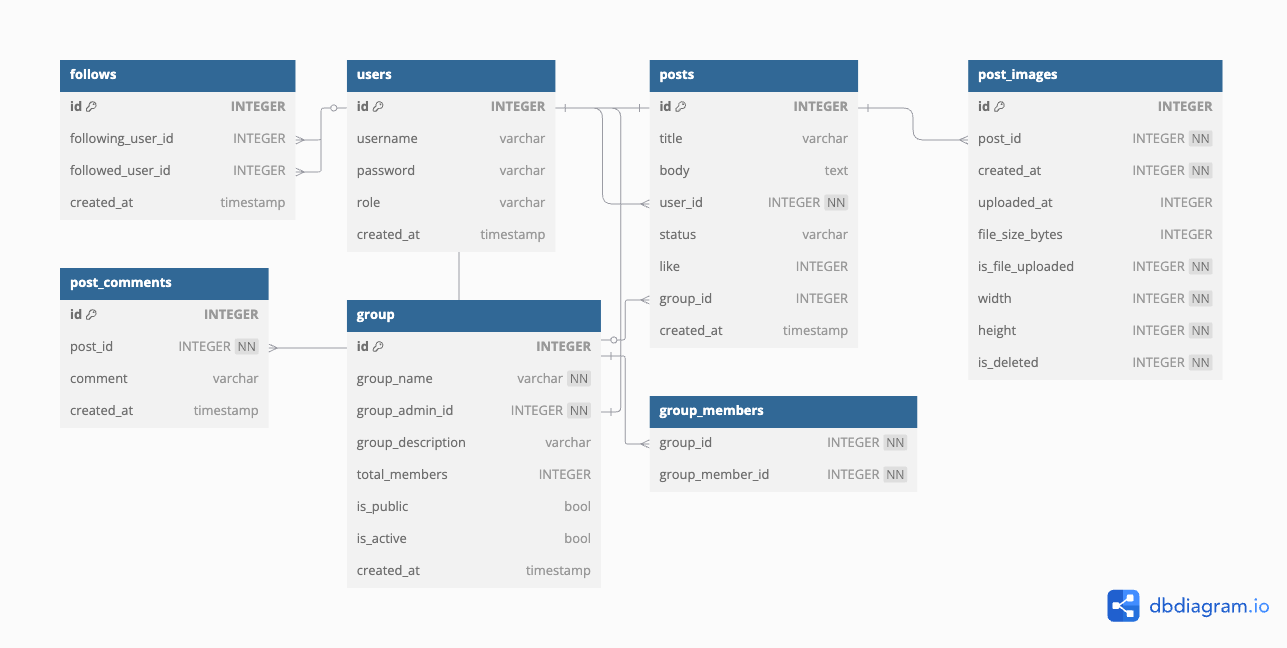 follows
id INTEGER
following_user_id INTEGER
followed_user_id INTEGER
created_at timestamp
users
id INTEGER
username varchar
password varchar
role varchar
created_at timestamp
posts
id INTEGER
title varchar
body text
user_id INTEGER NN
status varchar
like INTEGER
group_id INTEGER
created_at timestamp
post_images
id INTEGER
post_id INTEGER NN
created_at INTEGER NN
uploaded_at INTEGER
file_size_bytes INTEGER
is_file_uploaded INTEGER NN
width INTEGER NN
height INTEGER NN
is_deleted INTEGER NN
post_comments
id INTEGER
post_id INTEGER NN
comment varchar
created_at timestamp
group
id INTEGER
group_name varchar NN
group_admin_id INTEGER NN
group_description varchar
total_members INTEGER
is_public bool
is_active bool
created_at timestamp
group_members
group_id INTEGER NN
group_member_id INTEGER NN
dbdiagram.io